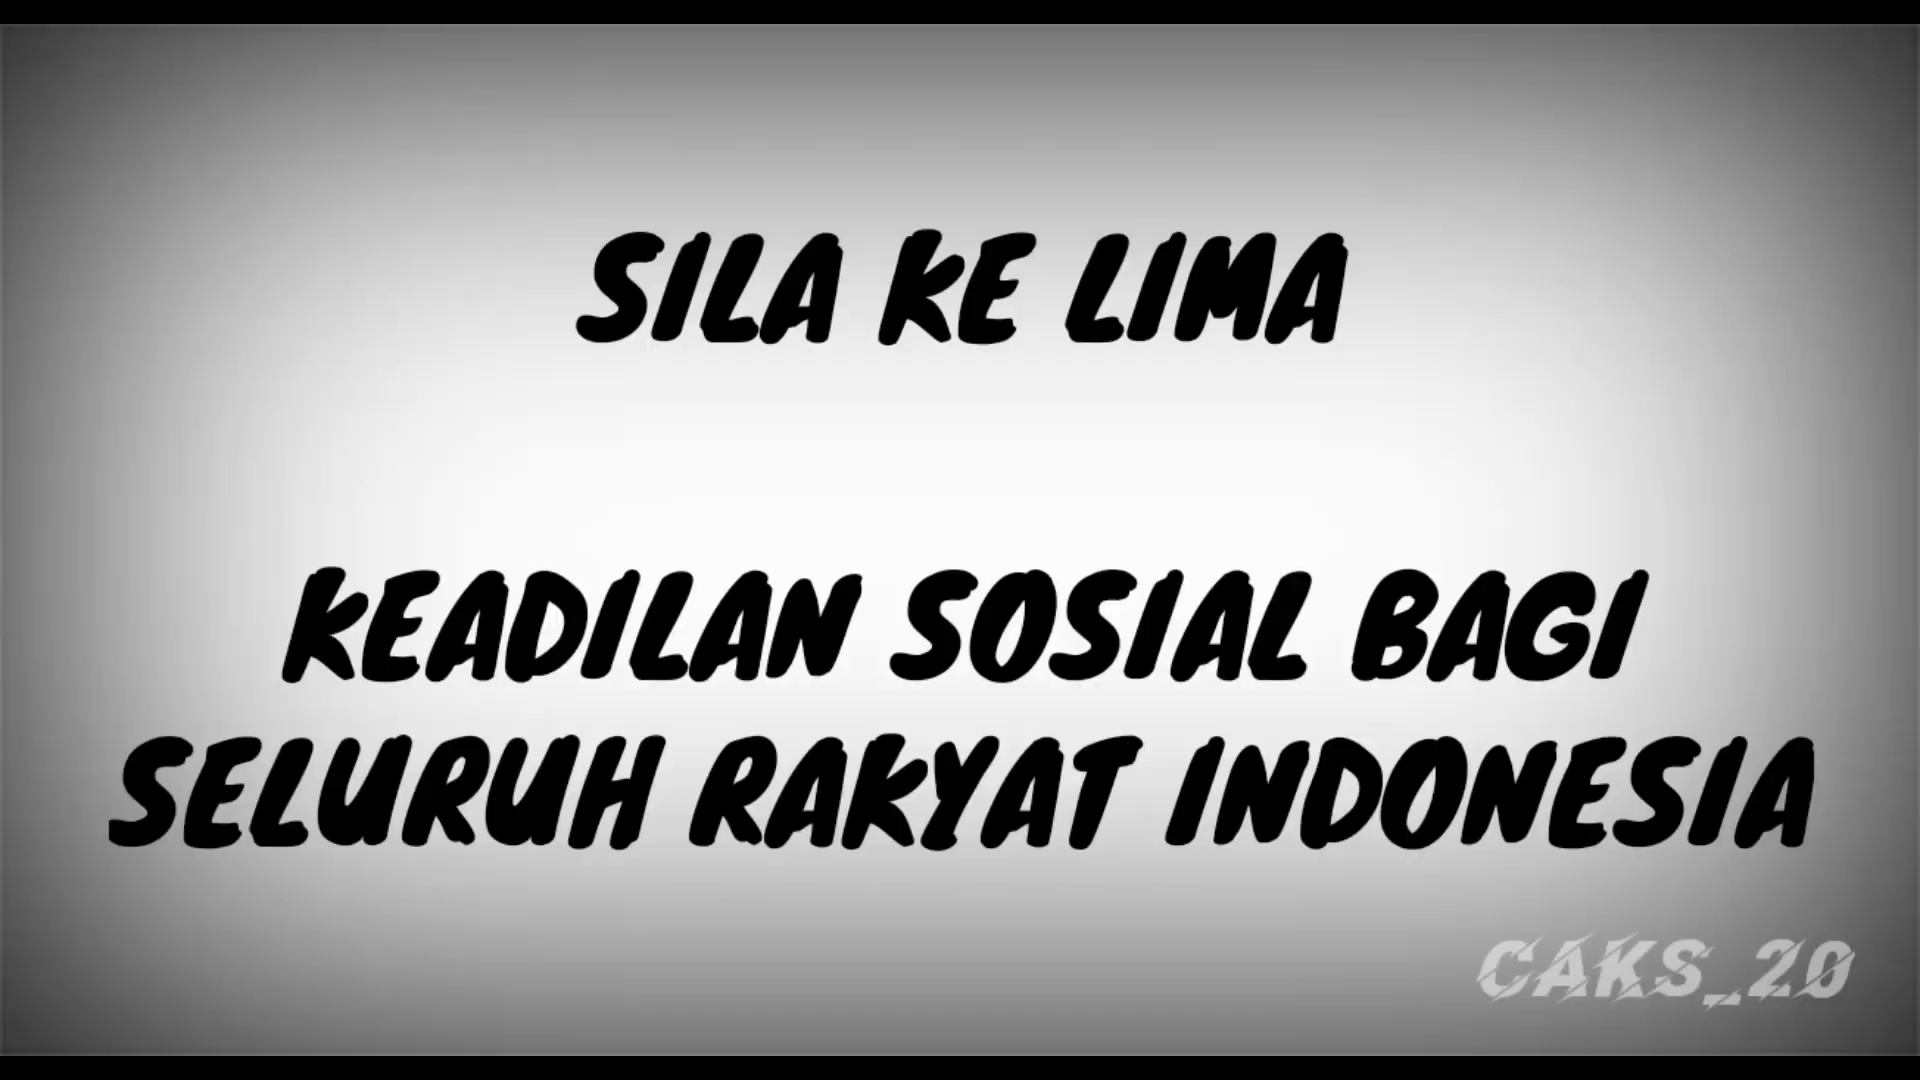 SILA KE LIMA
KEADILAN SOSIAL BAGI
SELURUH RAKYAT INDONESIA
CAKS_20